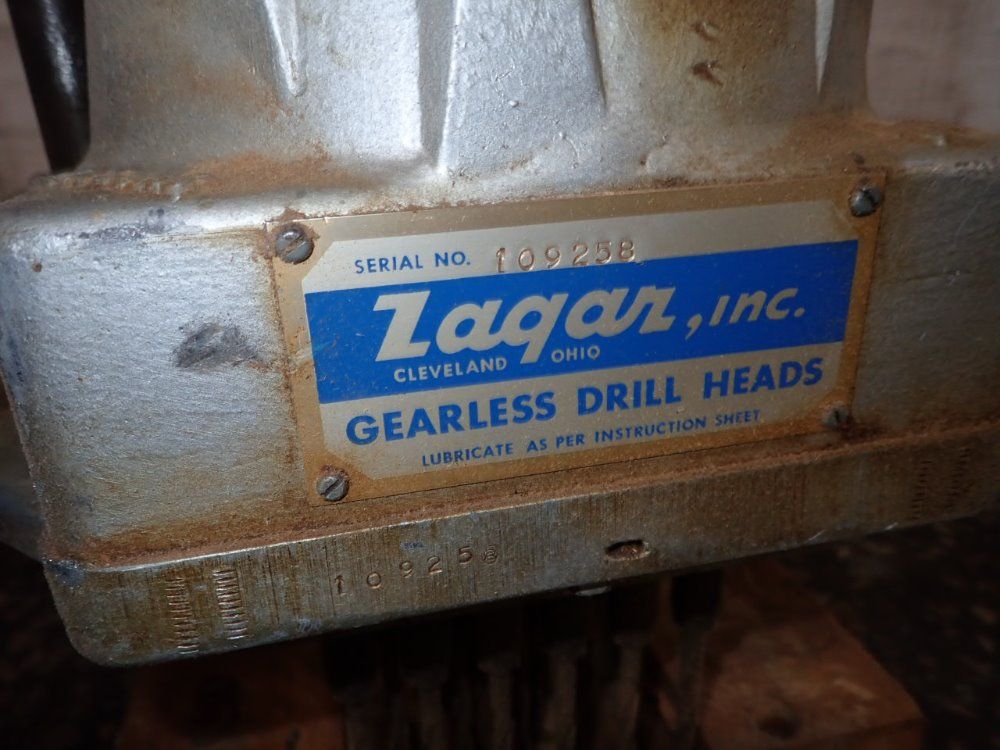 SERIAL NO. 109258
Zagar, inc.
CLEVELAND OHIO
GEARLESS DRILL HEADS
LUBRICATE AS PER INSTRUCTION SHEET
109258